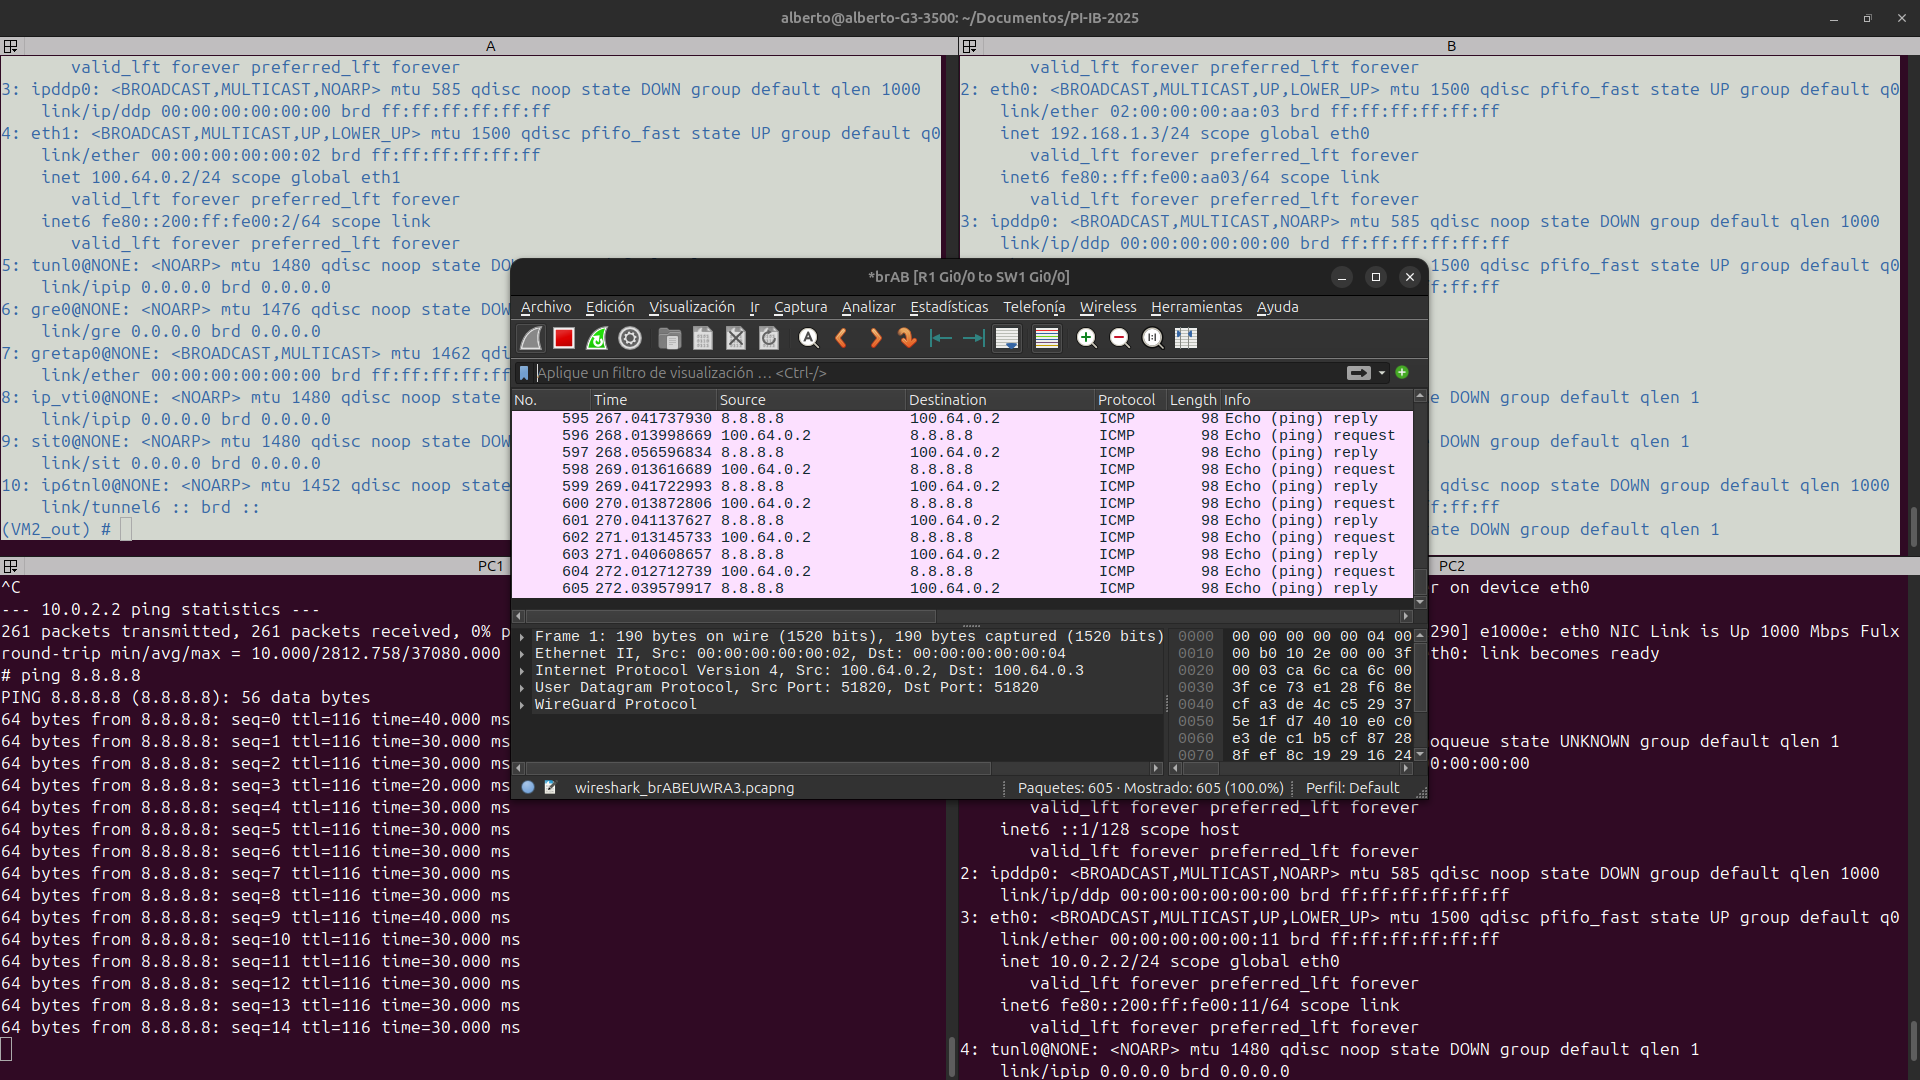 alberto@alberto-G3-3500: ~/Documentos/PI-IB-2025
A
valid_lft forever preferred_lft forever
3: ipddp0: <BROADCAST,MULTICAST,NOARP> mtu 585 qdisc noop state DOWN group default qlen 1000
link/ip/ddp 00:00:00:00:00:00 brd ff:ff:ff:ff:ff:ff
4: eth1: <BROADCAST,MULTICAST,UP,LOWER_UP> mtu 1500 qdisc pfifo_fast state UP group default q0
link/ether 00:00:00:00:00:02 brd ff:ff:ff:ff:ff:ff
inet 100.64.0.2/24 scope global eth1
valid_lft forever preferred_lft forever
inet6 fe80::200:ff:fe00:2/64 scope link
valid_lft forever preferred_lft forever
5: tunl0@NONE: <NOARP> mtu 1480 qdisc noop state DO
link/ipip 0.0.0.0 brd 0.0.0.0
6: gre0@NONE: <NOARP> mtu 1476 qdisc noop state DOW
link/gre 0.0.0.0 brd 0.0.0.0
7: gretap0@NONE: <BROADCAST,MULTICAST> mtu 1462 qdi
link/ether 00:00:00:00:00:00 brd ff:ff:ff:ff:ff:ff
8: ip_vti0@NONE: <NOARP> mtu 1480 qdisc noop state
link/ipip 0.0.0.0 brd 0.0.0.0
9: sit0@NONE: <NOARP> mtu 1480 qdisc noop state DOW
link/sit 0.0.0.0 brd 0.0.0.0
10: ip6tnl0@NONE: <NOARP> mtu 1452 qdisc noop state
link/tunnel6 :: brd ::
(VM2_out) #
B
valid_lft forever preferred_lft forever
2: eth0: <BROADCAST,MULTICAST,UP,LOWER_UP> mtu 1500 qdisc pfifo_fast state UP group default q0
link/ether 02:00:00:00:aa:03 brd ff:ff:ff:ff:ff:ff
inet 192.168.1.3/24 scope global eth0
valid_lft forever preferred_lft forever
inet6 fe80::ff:fe00:aa03/64 scope link
valid_lft forever preferred_lft forever
3: ipddp0: <BROADCAST,MULTICAST,NOARP> mtu 585 qdisc noop state DOWN group default qlen 1000
link/ip/ddp 00:00:00:00:00:00 brd ff:ff:ff:ff:ff:ff
1500 qdisc pfifo_fast state UP group default q0
f:ff:ff
e DOWN group default qlen 1
DOWN group default qlen 1
qdisc noop state DOWN group default qlen 1000
f:ff:ff
ate DOWN group default qlen 1
*brAB [R1 Gi0/0 to SW1 Gi0/0]
Archivo Edición Visualización Ir Captura Analizar Estadísticas Telefonía Wireless Herramientas Ayuda
Aplique un filtro de visualización … <Ctrl-/>
No. Time Source Destination Protocol Length Info
595 267.041737930 8.8.8.8 100.64.0.2 ICMP 98 Echo (ping) reply
596 268.013998669 100.64.0.2 8.8.8.8 ICMP 98 Echo (ping) request
597 268.056596834 8.8.8.8 100.64.0.2 ICMP 98 Echo (ping) reply
598 269.013616689 100.64.0.2 8.8.8.8 ICMP 98 Echo (ping) request
599 269.041722993 8.8.8.8 100.64.0.2 ICMP 98 Echo (ping) reply
600 270.013872806 100.64.0.2 8.8.8.8 ICMP 98 Echo (ping) request
601 270.041137627 8.8.8.8 100.64.0.2 ICMP 98 Echo (ping) reply
602 271.013145733 100.64.0.2 8.8.8.8 ICMP 98 Echo (ping) request
603 271.040608657 8.8.8.8 100.64.0.2 ICMP 98 Echo (ping) reply
604 272.012712739 100.64.0.2 8.8.8.8 ICMP 98 Echo (ping) request
605 272.039579917 8.8.8.8 100.64.0.2 ICMP 98 Echo (ping) reply
Frame 1: 190 bytes on wire (1520 bits), 190 bytes captured (1520 bits)
Ethernet II, Src: 00:00:00:00:00:02, Dst: 00:00:00:00:00:04
Internet Protocol Version 4, Src: 100.64.0.2, Dst: 100.64.0.3
User Datagram Protocol, Src Port: 51820, Dst Port: 51820
WireGuard Protocol
0000 00 00 00 00 00 04 00
0010 00 b0 10 2e 00 00 3f
0020 00 03 ca 6c ca 6c 00
0030 3f ce 73 e1 28 f6 8e
0040 cf a3 de 4c c5 29 37
0050 5e 1f d7 40 10 e0 c0
0060 e3 de c1 b5 cf 87 28
0070 8f ef 8c 19 29 16 24
wireshark_brABEUWRA3.pcapng
Paquetes: 605 · Mostrado: 605 (100.0%)
Perfil: Default
PC1
^C
--- 10.0.2.2 ping statistics ---
261 packets transmitted, 261 packets received, 0% p
round-trip min/avg/max = 10.000/2812.758/37080.000
# ping 8.8.8.8
PING 8.8.8.8 (8.8.8.8): 56 data bytes
64 bytes from 8.8.8.8: seq=0 ttl=116 time=40.000 ms
64 bytes from 8.8.8.8: seq=1 ttl=116 time=30.000 ms
64 bytes from 8.8.8.8: seq=2 ttl=116 time=30.000 ms
64 bytes from 8.8.8.8: seq=3 ttl=116 time=20.000 ms
64 bytes from 8.8.8.8: seq=4 ttl=116 time=30.000 ms
64 bytes from 8.8.8.8: seq=5 ttl=116 time=30.000 ms
64 bytes from 8.8.8.8: seq=6 ttl=116 time=30.000 ms
64 bytes from 8.8.8.8: seq=7 ttl=116 time=30.000 ms
64 bytes from 8.8.8.8: seq=8 ttl=116 time=30.000 ms
64 bytes from 8.8.8.8: seq=9 ttl=116 time=40.000 ms
64 bytes from 8.8.8.8: seq=10 ttl=116 time=30.000 ms
64 bytes from 8.8.8.8: seq=11 ttl=116 time=30.000 ms
64 bytes from 8.8.8.8: seq=12 ttl=116 time=30.000 ms
64 bytes from 8.8.8.8: seq=13 ttl=116 time=30.000 ms
64 bytes from 8.8.8.8: seq=14 ttl=116 time=30.000 ms
PC2
r on device eth0
290] e1000e: eth0 NIC Link is Up 1000 Mbps Fulx
th0: link becomes ready
oqueue state UNKNOWN group default qlen 1
0:00:00:00
valid_lft forever preferred_lft forever
inet6 ::1/128 scope host
valid_lft forever preferred_lft forever
2: ipddp0: <BROADCAST,MULTICAST,NOARP> mtu 585 qdisc noop state DOWN group default qlen 1000
link/ip/ddp 00:00:00:00:00:00 brd ff:ff:ff:ff:ff:ff
3: eth0: <BROADCAST,MULTICAST,UP,LOWER_UP> mtu 1500 qdisc pfifo_fast state UP group default q0
link/ether 00:00:00:00:00:11 brd ff:ff:ff:ff:ff:ff
inet 10.0.2.2/24 scope global eth0
valid_lft forever preferred_lft forever
inet6 fe80::200:ff:fe00:11/64 scope link
valid_lft forever preferred_lft forever
4: tunl0@NONE: <NOARP> mtu 1480 qdisc noop state DOWN group default qlen 1
link/ipip 0.0.0.0 brd 0.0.0.0